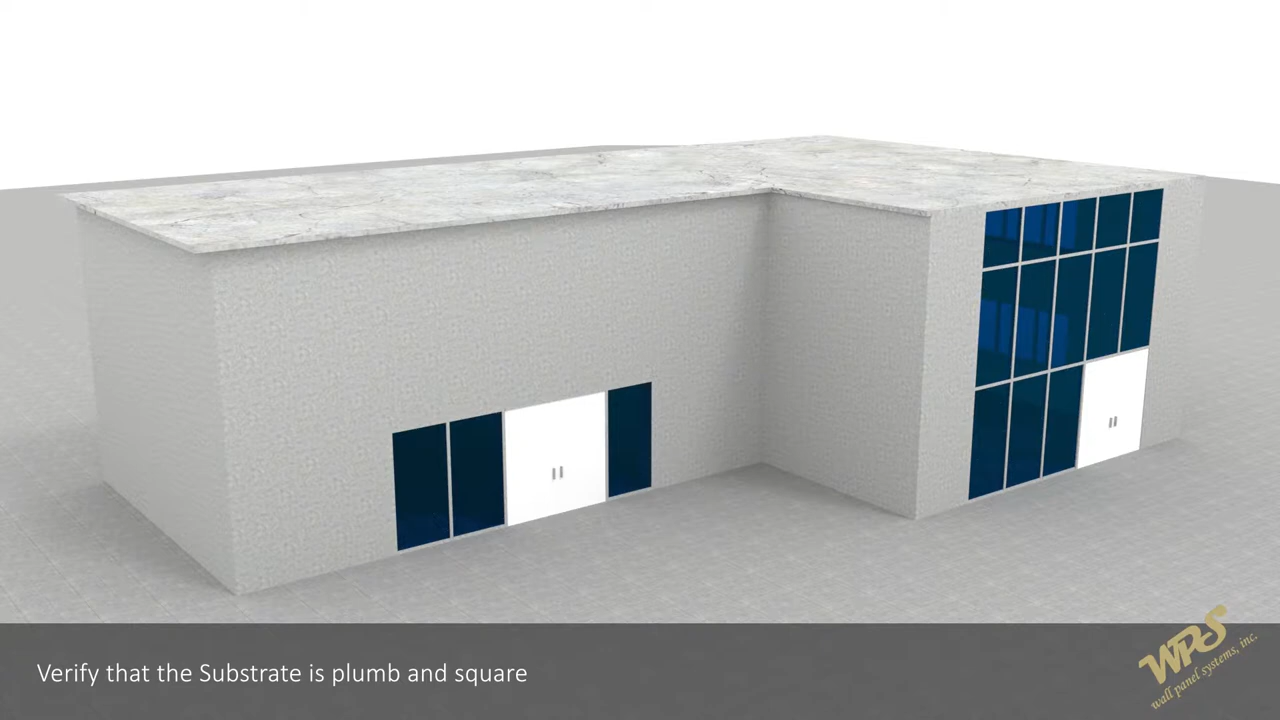 Verify that the Substrate is plumb and square
WPS
wall panel systems, inc.